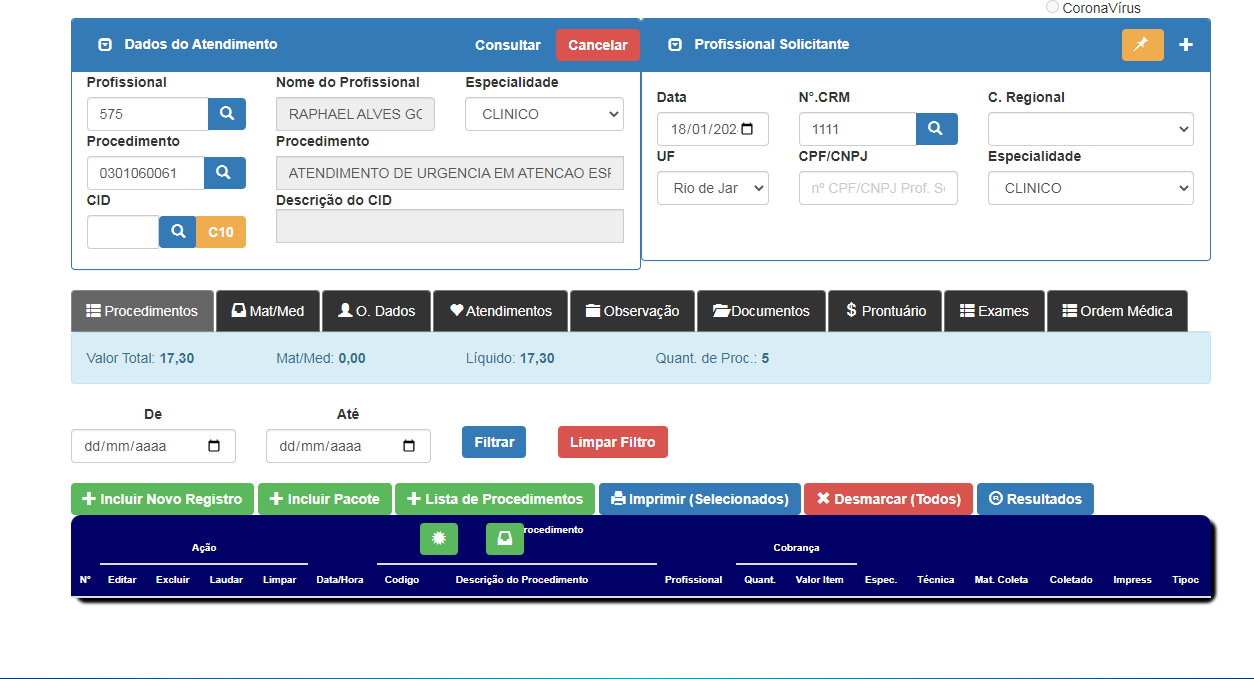 CoronaVírus
Dados do Atendimento
Consultar
Cancelar
Profissional Solicitante
Profissional
Nome do Profissional
Especialidade
575
RAPHAEL ALVES GO
CLINICO
Procedimento
Procedimento
0301060061
ATENDIMENTO DE URGENCIA EM ATENCAO ESP
CID
Descrição do CID
C10
Data
N°.CRM
C. Regional
18/01/202
1111
UF
CPF/CNPJ
Especialidade
Rio de Jar
nº CPF/CNPJ Prof. S
CLINICO
Procedimentos
Mat/Med
O. Dados
Atendimentos
Observação
Documentos
Prontuário
Exames
Ordem Médica
Valor Total: 17,30
Mat/Med: 0,00
Líquido: 17,30
Quant. de Proc.: 5
De
Até
dd/mm/aaaa
dd/mm/aaaa
Filtrar
Limpar Filtro
Incluir Novo Registro
Incluir Pacote
Lista de Procedimentos
Imprimir (Selecionados)
Desmarcar (Todos)
Resultados
rocedimento
Ação
Cobrança
Nº Editar Excluir Laudar Limpar Data/Hora Codigo Descrição do Procedimento Profissional Quant. Valor Item Espec. Técnica Mat. Coleta Coletado Impress Tipoc